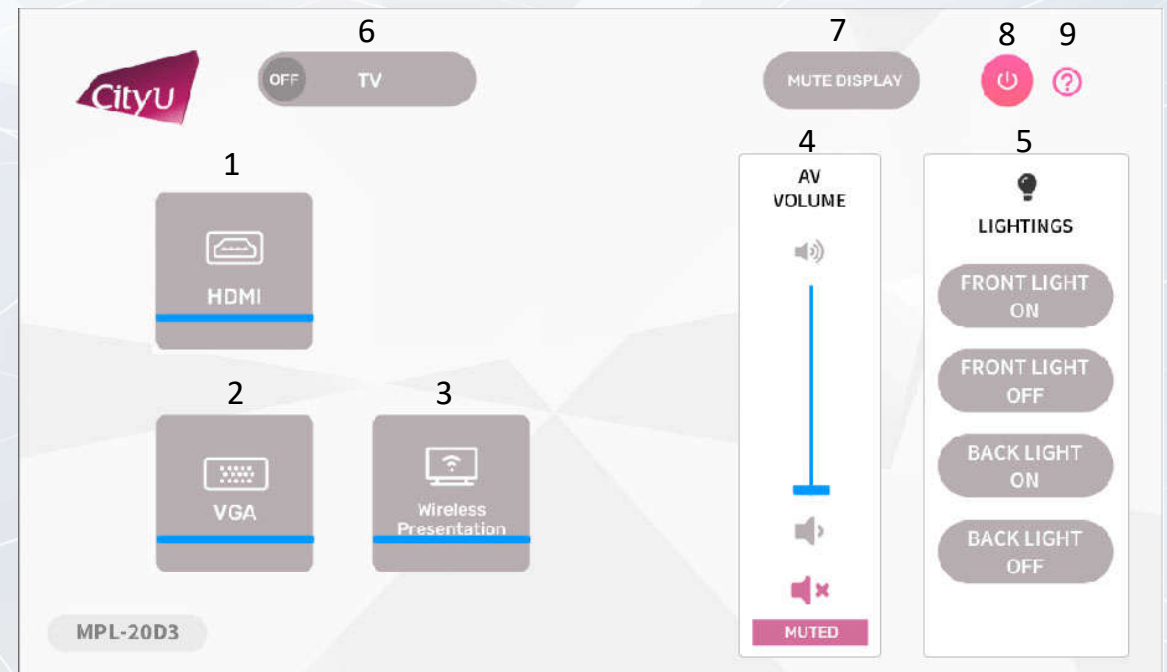 6
7
8
9
CityU
OFF
TV
MUTE DISPLAY
1
4
5
AV
VOLUME
LIGHTINGS
HDMI
FRONT LIGHT
ON
FRONT LIGHT
OFF
2
3
BACK LIGHT
ON
VGA
Wireless
Presentation
BACK LIGHT
OFF
MPL-20D3
MUTED